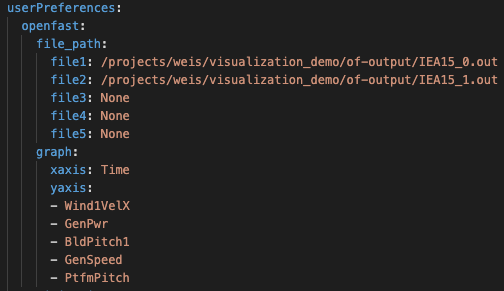 userPreferences:
  openfast:
    file_path:
      file1: /projects/weis/visualization_demo/of-output/IEA15_0.out
      file2: /projects/weis/visualization_demo/of-output/IEA15_1.out
      file3: None
      file4: None
      file5: None
    graph:
      xaxis: Time
      yaxis:
      - Wind1VelX
      - GenPwr
      - BldPitch1
      - GenSpeed
      - PtfmPitch